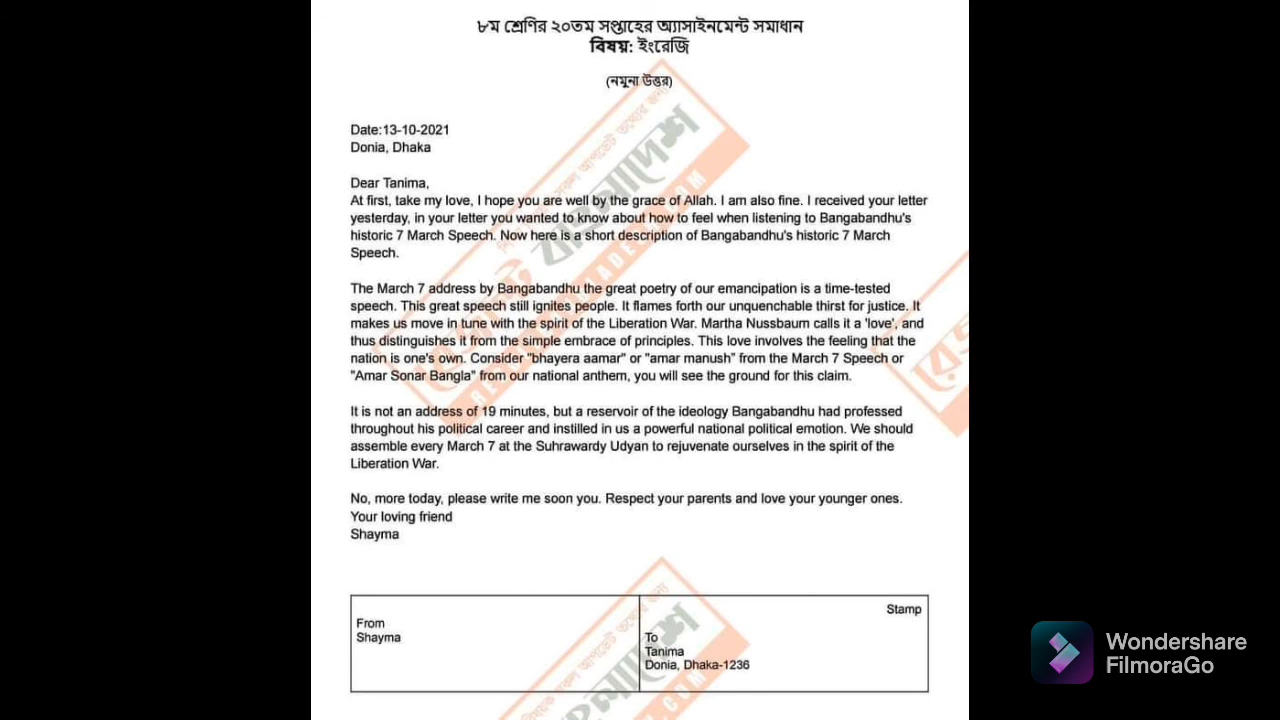 ৮ম শ্রেণির ২০তম সপ্তাহের অ্যাসাইনমেন্ট সমাধান
বিষয়: ইংরেজি
(নমুনা উত্তর)
Date:13-10-2021
Donia, Dhaka
Dear Tanima,
At first, take my love, I hope you are well by the grace of Allah. I am also fine. I received your letter
yesterday, in your letter you wanted to know about how to feel when listening to Bangabandhu's
historic 7 March Speech. Now here is a short description of Bangabandhu's historic 7 March
Speech.
The March 7 address by Bangabandhu the great poetry of our emancipation is a time-tested
speech. This great speech still ignites people. It flames forth our unquenchable thirst for justice. It
makes us move in tune with the spirit of the Liberation War. Martha Nussbaum calls it a 'love', and
thus distinguishes it from the simple embrace of principles. This love involves the feeling that the
nation is one's own. Consider "bhayera aamar" or "amar manush" from the March 7 Speech or
"Amar Sonar Bangla" from our national anthem, you will see the ground for this claim.
It is not an address of 19 minutes, but a reservoir of the ideology Bangabandhu had professed
throughout his political career and instilled in us a powerful national political emotion. We should
assemble every March 7 at the Suhrawardy Udyan to rejuvenate ourselves in the spirit of the
Liberation War.
No, more today, please write me soon you. Respect your parents and love your younger ones.
Your loving friend
Shayma
Stamp
From
Shayma
To
Tanima
Donia, Dhaka-1236
Wondershare
FilmoraGo